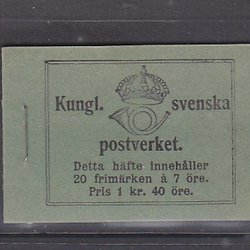 Kungl. svenska
postverket.
Detta häfte innehåller
20 frimärken à 7 öre.
Pris 1 kr. 40 öre.